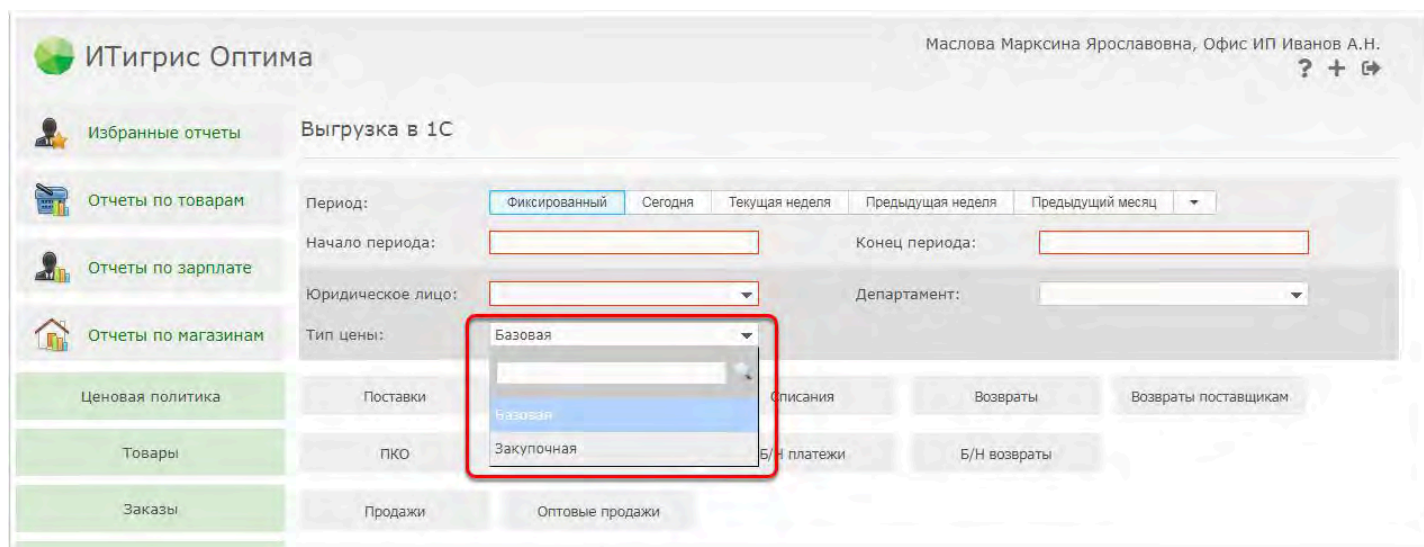 ИТигрис Оптима
Маслова Марксина Ярославовна, Офис ИП Иванов А.Н.
? +
Избранные отчеты
Выгрузка в 1С
Отчеты по товарам
Период: Фиксированный Сегодня Текущая неделя Предыдущая неделя Предыдущий месяц
Начало периода: Конец периода:
Отчеты по зарплате
Юридическое лицо: Департамент:
Отчеты по магазинам
Тип цены: Базовая
Базовая
Закупочная
Ценовая политика
Поставки Списания Возвраты Возвраты поставщикам
Товары
ПКО Б/Н платежи Б/Н возвраты
Заказы
Продажи Оптовые продажи